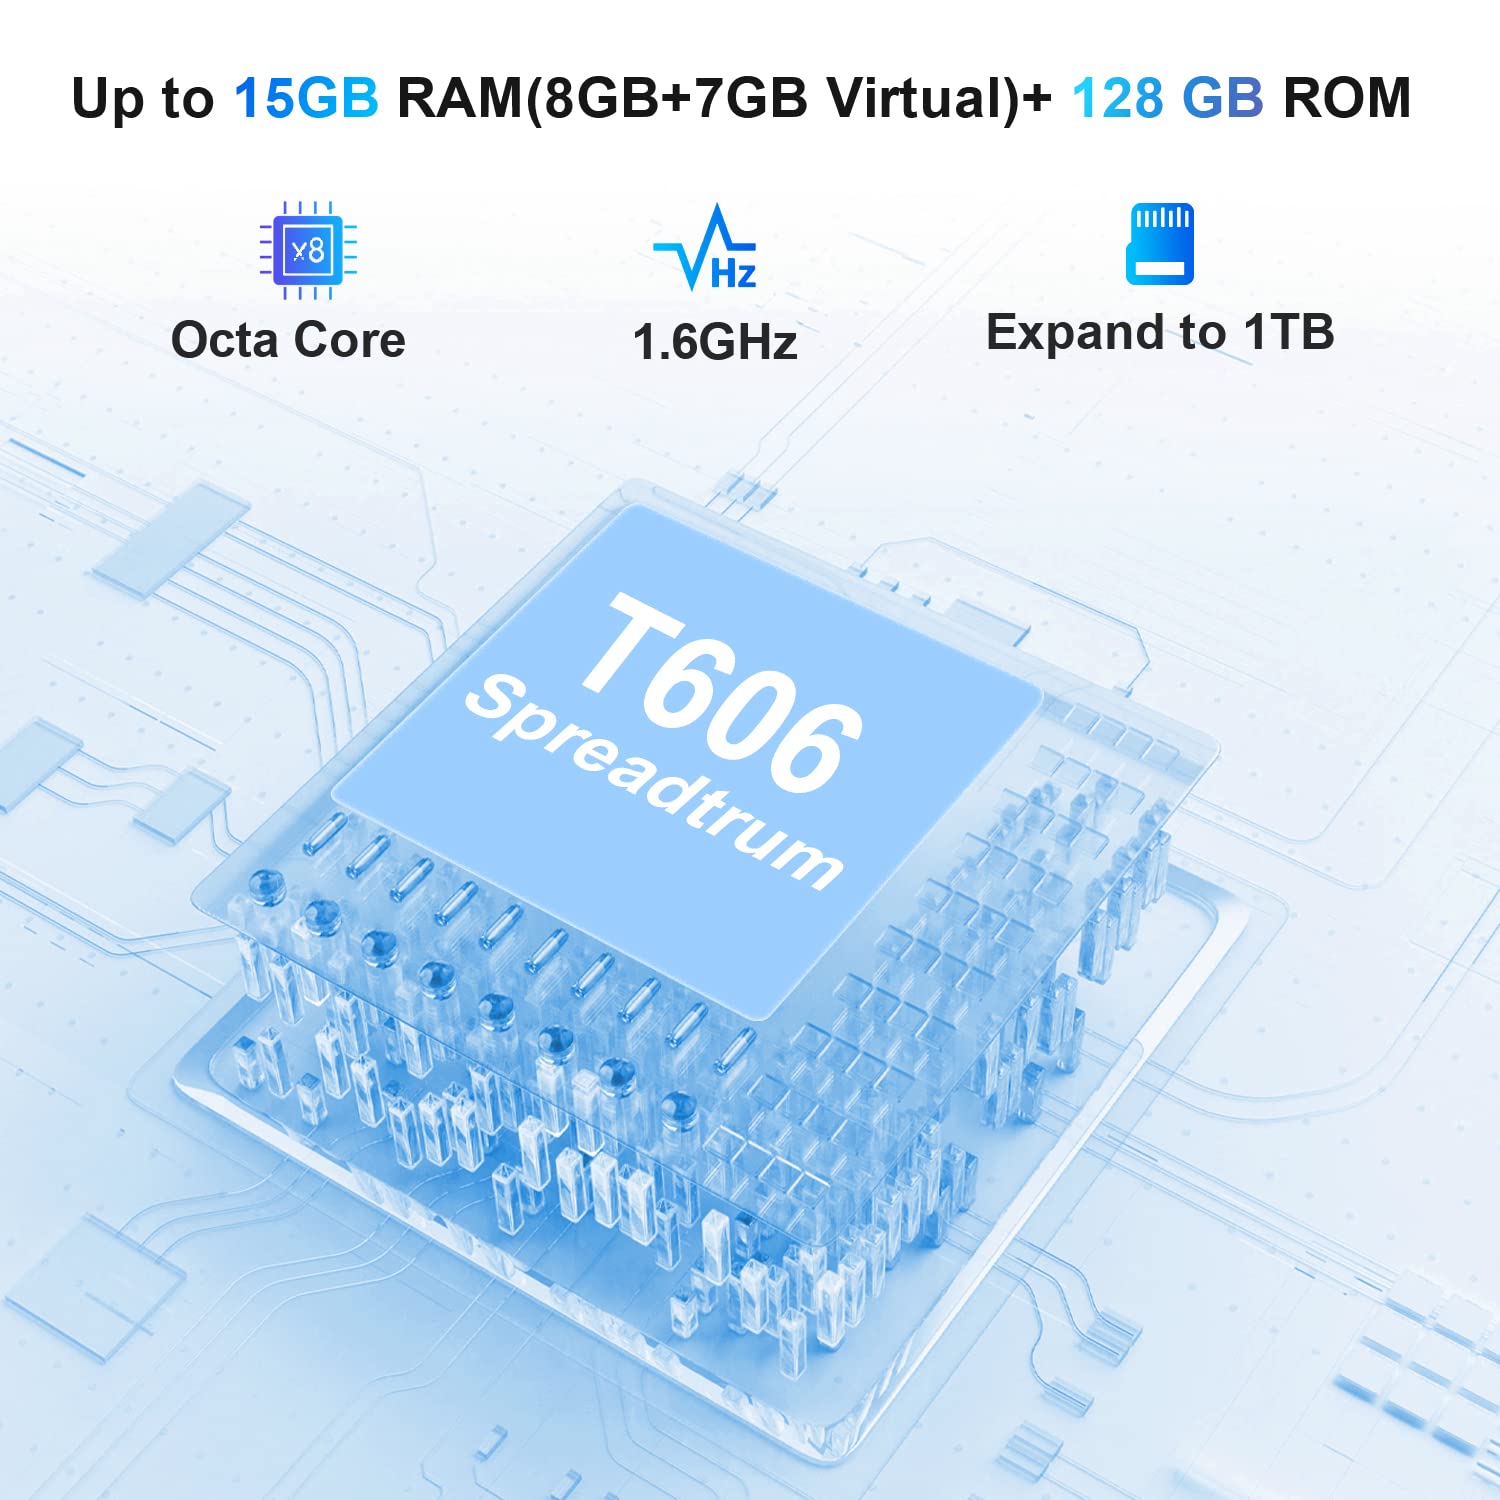 Up to 15GB RAM(8GB+7GB Virtual)+ 128 GB ROM
x8
Hz
Octa Core
1.6GHz
Expand to 1TB
T606
spreadtrum